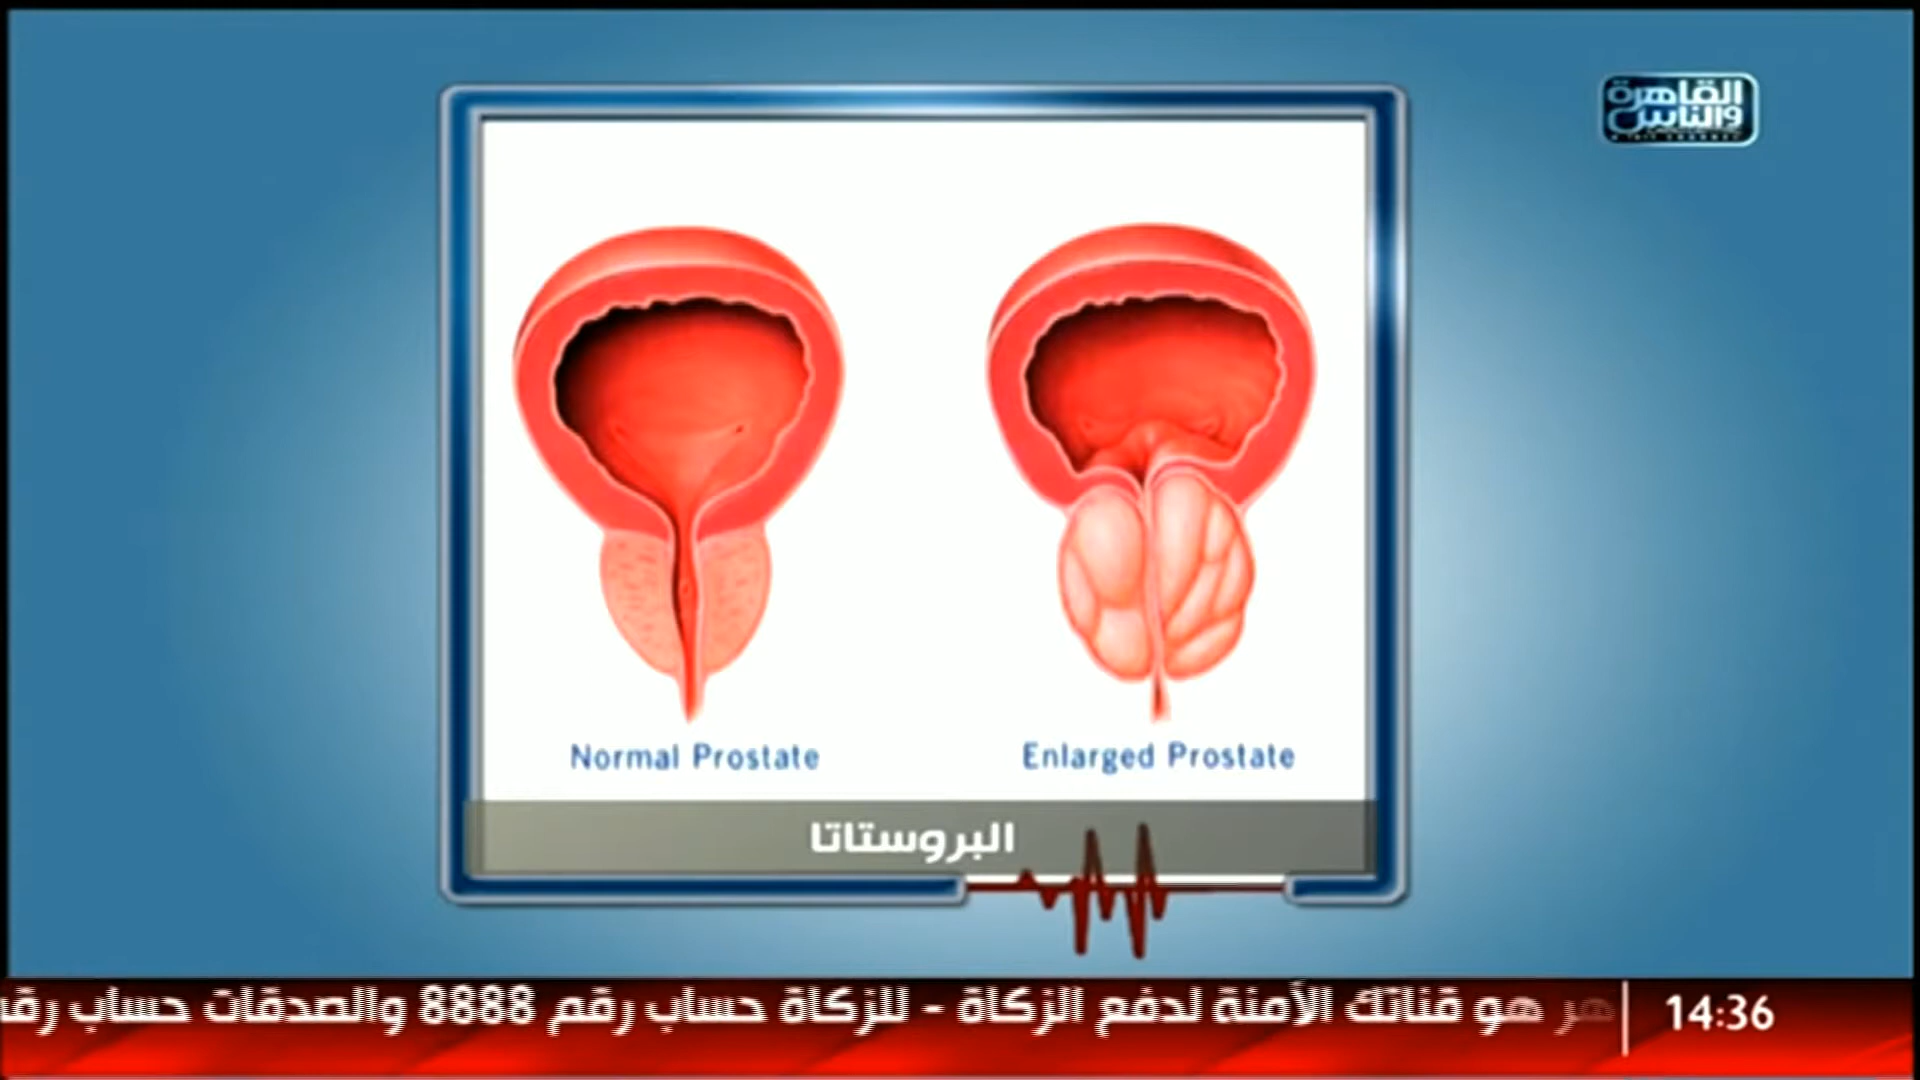 القاهرة
والناس
Normal Prostate
Enlarged Prostate
البروستاتا
هو قناتك الآمنة لدفع الزكاة - للزكاة حساب رقم 8888 والصدقات حساب
14:36